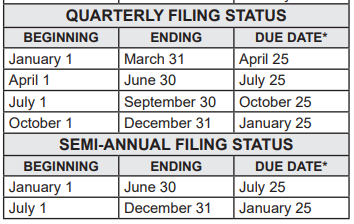 QUARTERLY FILING STATUS
BEGINNING ENDING DUE DATE*
January 1 March 31 April 25
April 1 June 30 July 25
July 1 September 30 October 25
October 1 December 31 January 25
SEMI-ANNUAL FILING STATUS
BEGINNING ENDING DUE DATE*
January 1 June 30 July 25
July 1 December 31 January 25